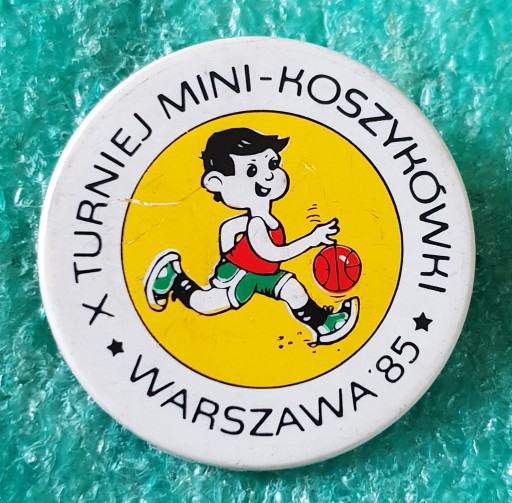 X TURNIEJ MINI-KOSZYKÓWKI
★ WARSZAWA '85 ★